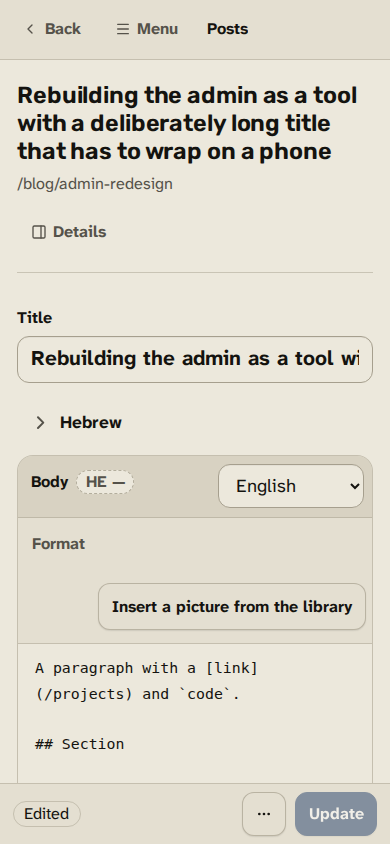 Back Menu Posts
Rebuilding the admin as a tool
with a deliberately long title
that has to wrap on a phone
/blog/admin-redesign
Details
Title
Rebuilding the admin as a tool wi
Hebrew
Body HE — English
Format
Insert a picture from the library
A paragraph with a [link]
(/projects) and `code`.
## Section
Edited ... Update